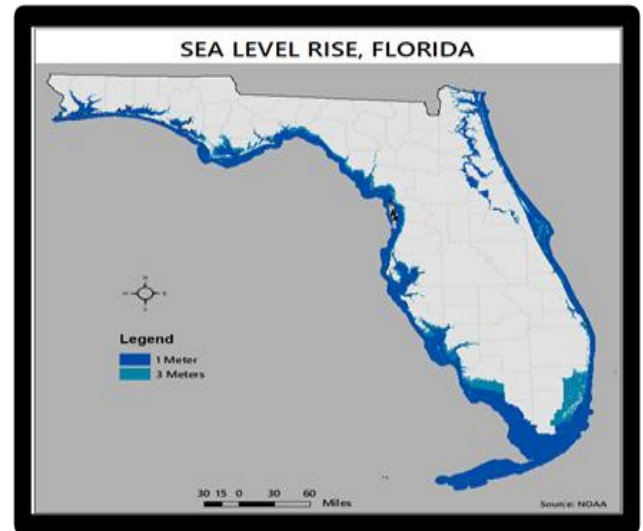 SEA LEVEL RISE, FLORIDA
Legend
1 Meter
3 Meters
30 15 0 30 60
Miles
Source: NOAA